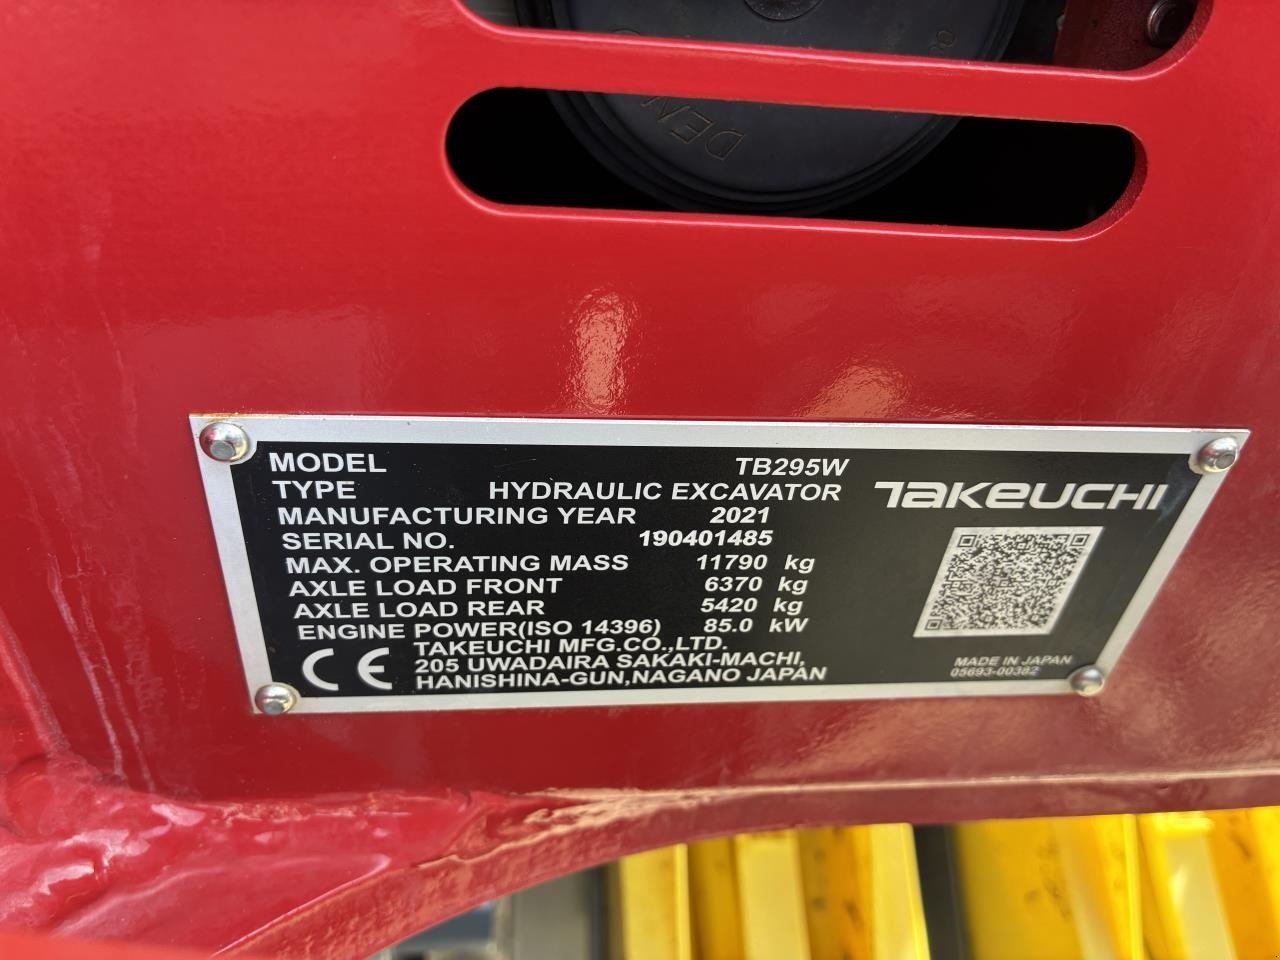 DEN
MODEL TB295W
TYPE HYDRAULIC EXCAVATOR
TAKEUCHI
MANUFACTURING YEAR 2021
SERIAL NO. 190401485
MAX. OPERATING MASS 11790 kg
AXLE LOAD FRONT 6370 kg
AXLE LOAD REAR 5420 kg
ENGINE POWER(ISO 14396) 85.0 kW
CE
TAKEUCHI MFG.CO.,LTD.
205 UWADAIRA SAKAKI-MACHI,
HANISHINA-GUN,NAGANO JAPAN
MADE IN JAPAN
05693-00382